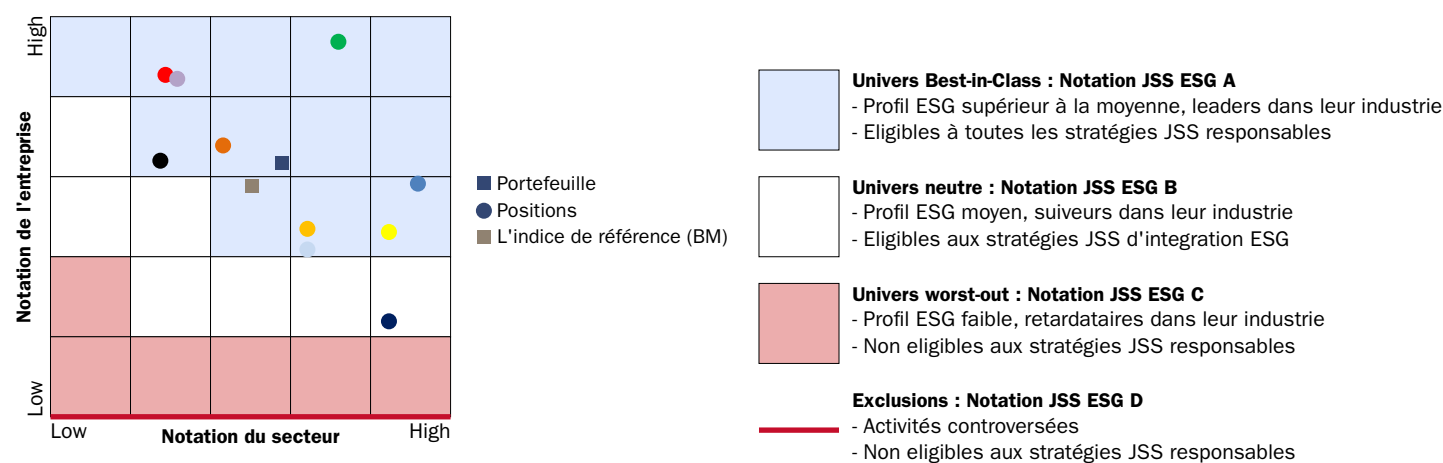 High
Notation de l'entreprise
Low
Low
Notation du secteur
High
Portefeuille
Positions
L'indice de référence (BM)
Univers Best-in-Class : Notation JSS ESG A
- Profil ESG supérieur à la moyenne, leaders dans leur industrie
- Eligibles à toutes les stratégies JSS responsables
Univers neutre : Notation JSS ESG B
- Profil ESG moyen, suiveurs dans leur industrie
- Eligibles aux stratégies JSS d'integration ESG
Univers worst-out : Notation JSS ESG C
- Profil ESG faible, retardataires dans leur industrie
- Non eligibles aux stratégies JSS responsables
Exclusions : Notation JSS ESG D
- Activités controversées
- Non eligibles aux stratégies JSS responsables